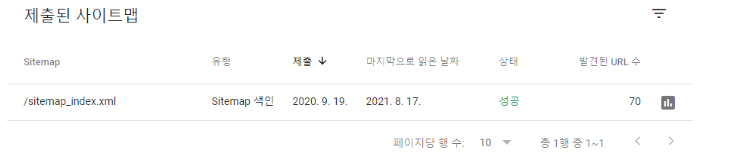 제출된 사이트맵
Sitemap 유형 제출 마지막으로 읽은 날짜 상태 발견된 URL 수
/sitemap_index.xml Sitemap 색인 2020. 9. 19. 2021. 8. 17. 성공 70
페이지당 행 수: 10 총 1행 중 1~1